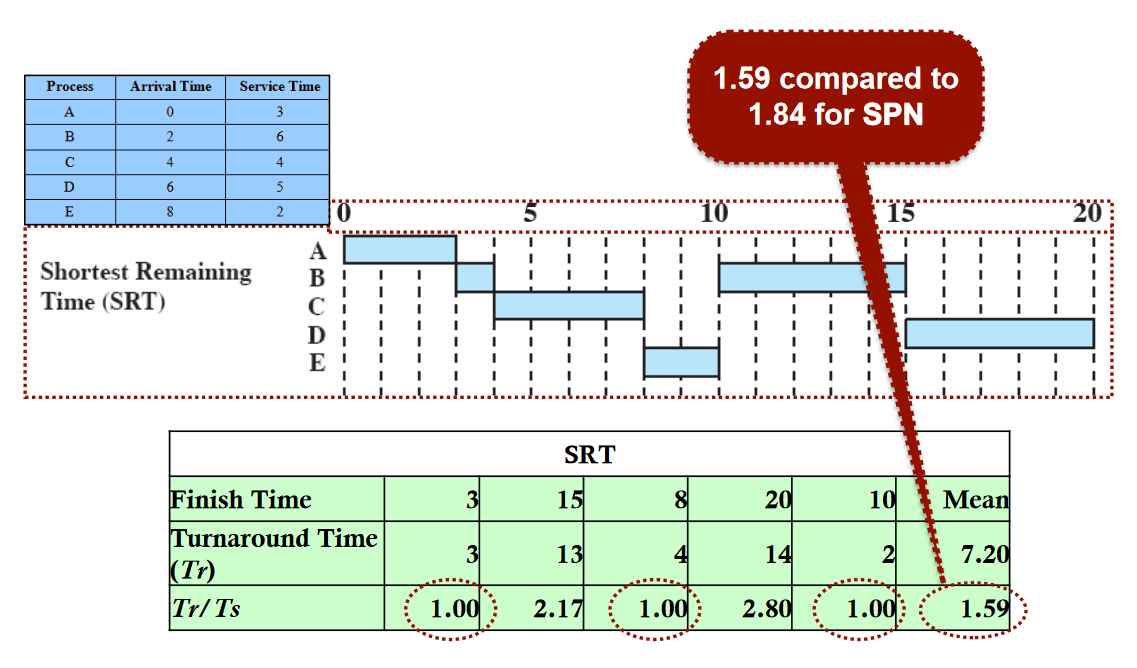 1.59 compared to
1.84 for SPN
Process Arrival Time Service Time
A 0 3
B 2 6
C 4 4
D 6 5
E 8 2
0 5 10 15 20
Shortest Remaining
Time (SRT)
A
B
C
D
E
SRT
Finish Time 3 15 8 20 10 Mean
Turnaround Time
(Tr) 3 13 4 14 2 7.20
Tr/ Ts 1.00 2.17 1.00 2.80 1.00 1.59